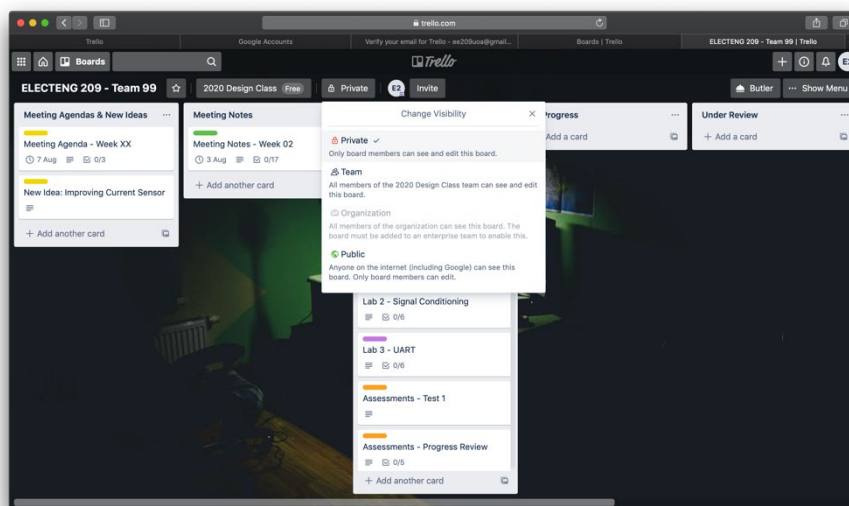 trello.com
Trello
Google Accounts
Verify your email for Trello - ee209uoa@gmail...
Boards | Trello
ELECTENG 209 - Team 99 | Trello
Boards
Trello
ELECTENG 209 - Team 99
2020 Design Class Free
Private
E2
Invite
Butler
... Show Menu
Meeting Agendas & New Ideas ...
Meeting Agenda - Week XX
7 Aug 0/3
New Idea: Improving Current Sensor
+ Add another card
Meeting Notes
Meeting Notes - Week 02
3 Aug 0/17
+ Add another card
Change Visibility
Private
Only board members can see and edit this board.
Team
All members of the 2020 Design Class team can see and edit
this board.
Organization
All members of the organization can see this board. The
board must be added to an enterprise team to enable this.
Public
Anyone on the internet (including Google) can see this
board. Only board members can edit.
Lab 2 - Signal Conditioning
0/6
Lab 3 - UART
0/6
Assessments - Test 1
Assessments - Progress Review
0/5
+ Add another card
Progress ...
Add a card
Under Review ...
+ Add a card